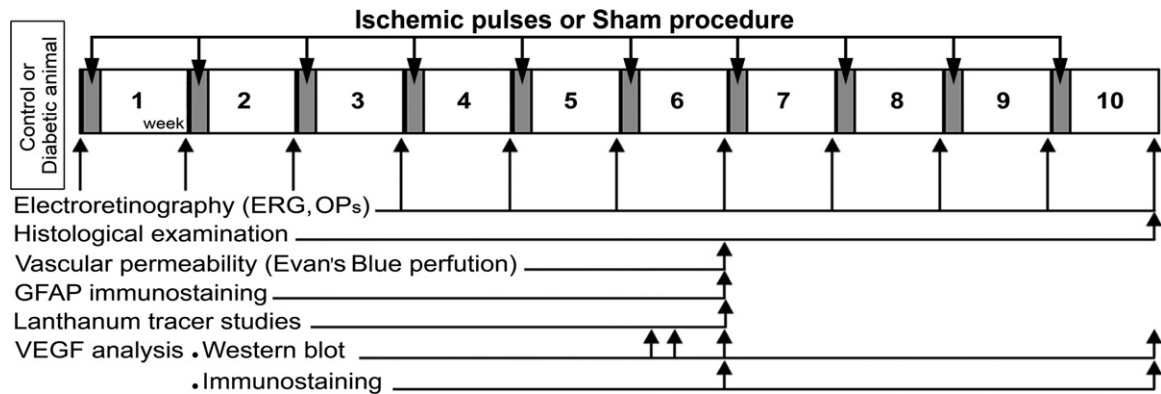 Ischemic pulses or Sham procedure
Control or
Diabetic animal
1 2 3 4 5 6 7 8 9 10
week
Electroretinography (ERG, OPs)
Histological examination
Vascular permeability (Evan's Blue perfution)
GFAP immunostaining
Lanthanum tracer studies
VEGF analysis .Western blot
.Immunostaining